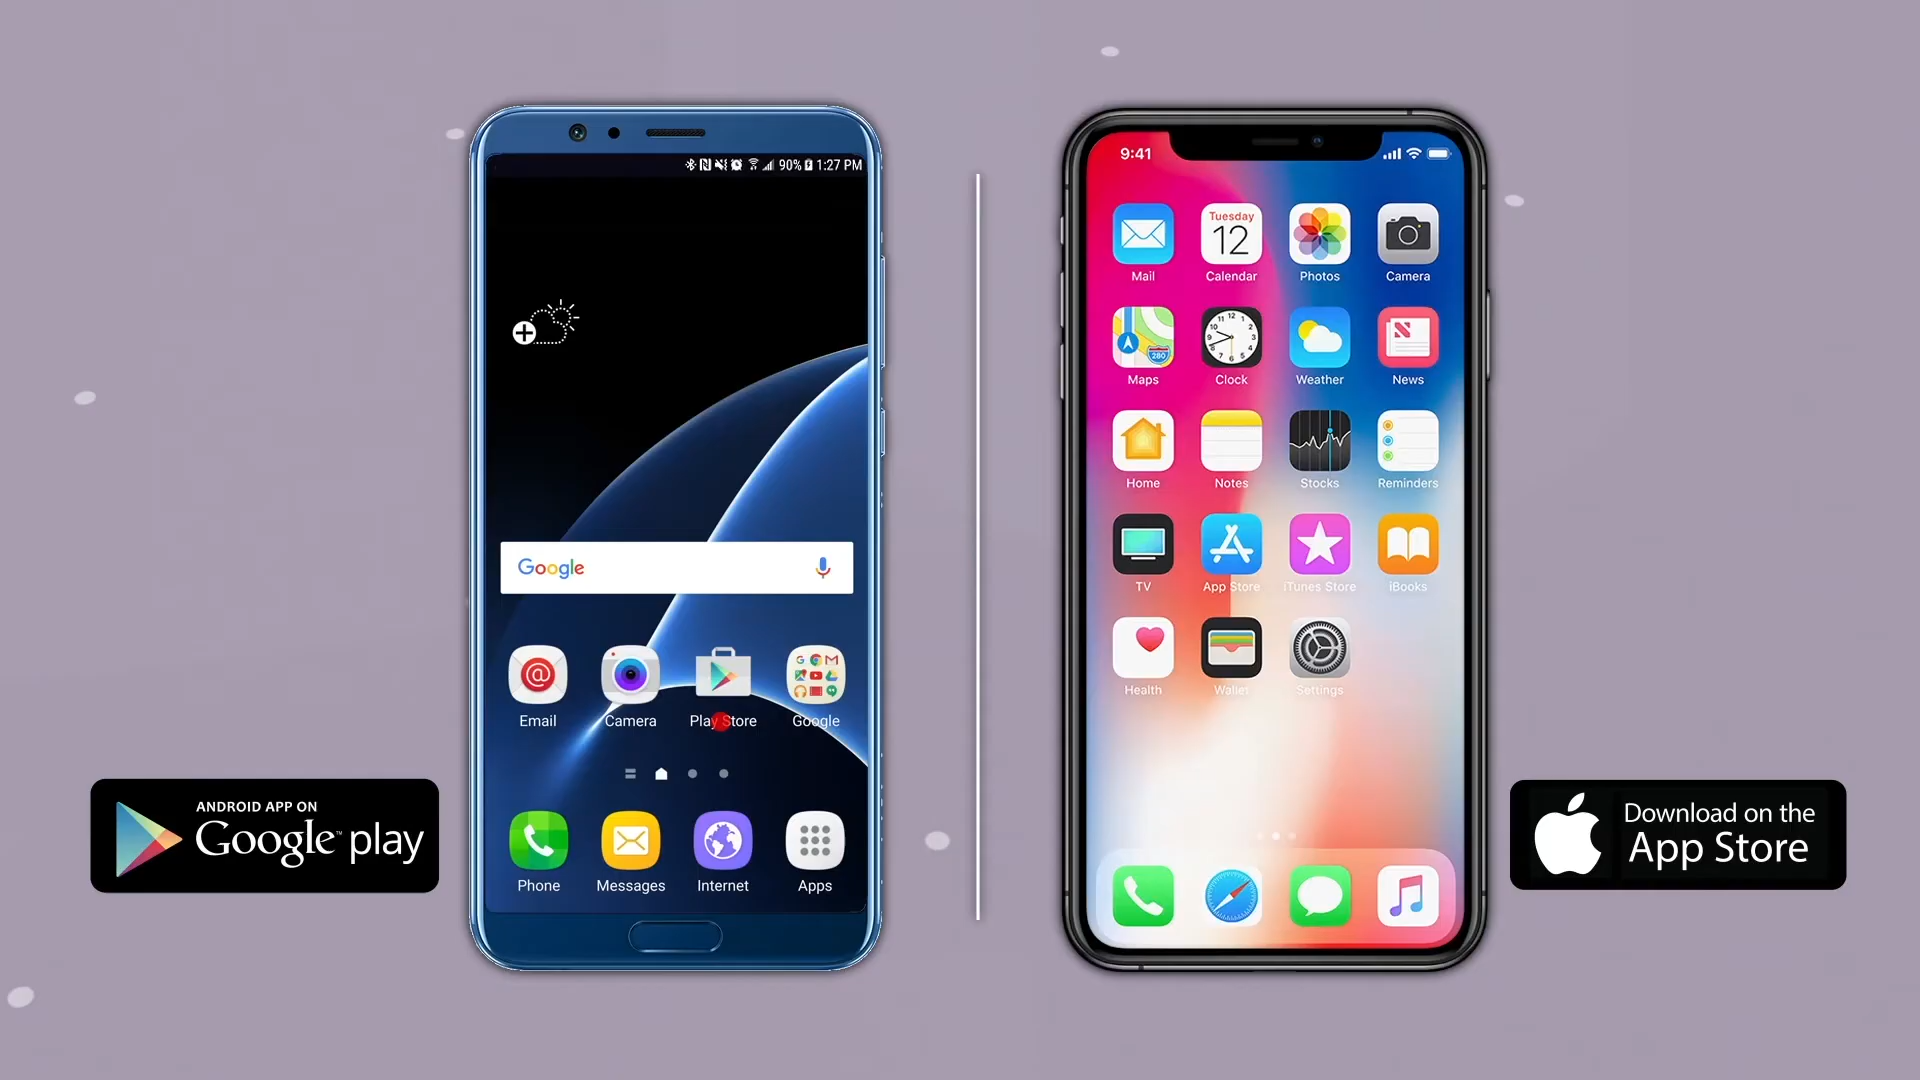 90% 1:27 PM
Google
Email
Camera
Play Store
Google
Phone
Messages
Internet
Apps
ANDROID APP ON
Google™ play
9:41
Tuesday
12
Mail
Calendar
Photos
Camera
280
Maps
Clock
Weather
News
Home
Notes
Stocks
Reminders
TV
App Store
iTunes Store
iBooks
Health
Wallet
Settings
Download on the
App Store